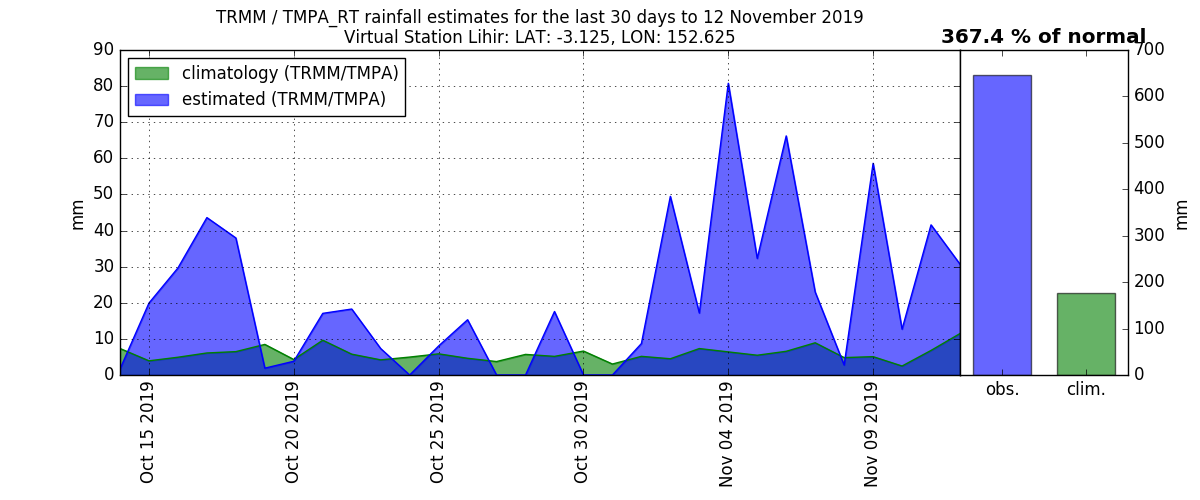 TRMM / TMPA_RT rainfall estimates for the last 30 days to 12 November 2019
Virtual Station Lihir: LAT: -3.125, LON: 152.625
367.4 % of normal
climatology (TRMM/TMPA)
estimated (TRMM/TMPA)
90
80
70
60
50
40
30
20
10
0
mm
Oct 15 2019
Oct 20 2019
Oct 25 2019
Oct 30 2019
Nov 04 2019
Nov 09 2019
700
600
500
400
300
200
100
0
mm
obs.
clim.